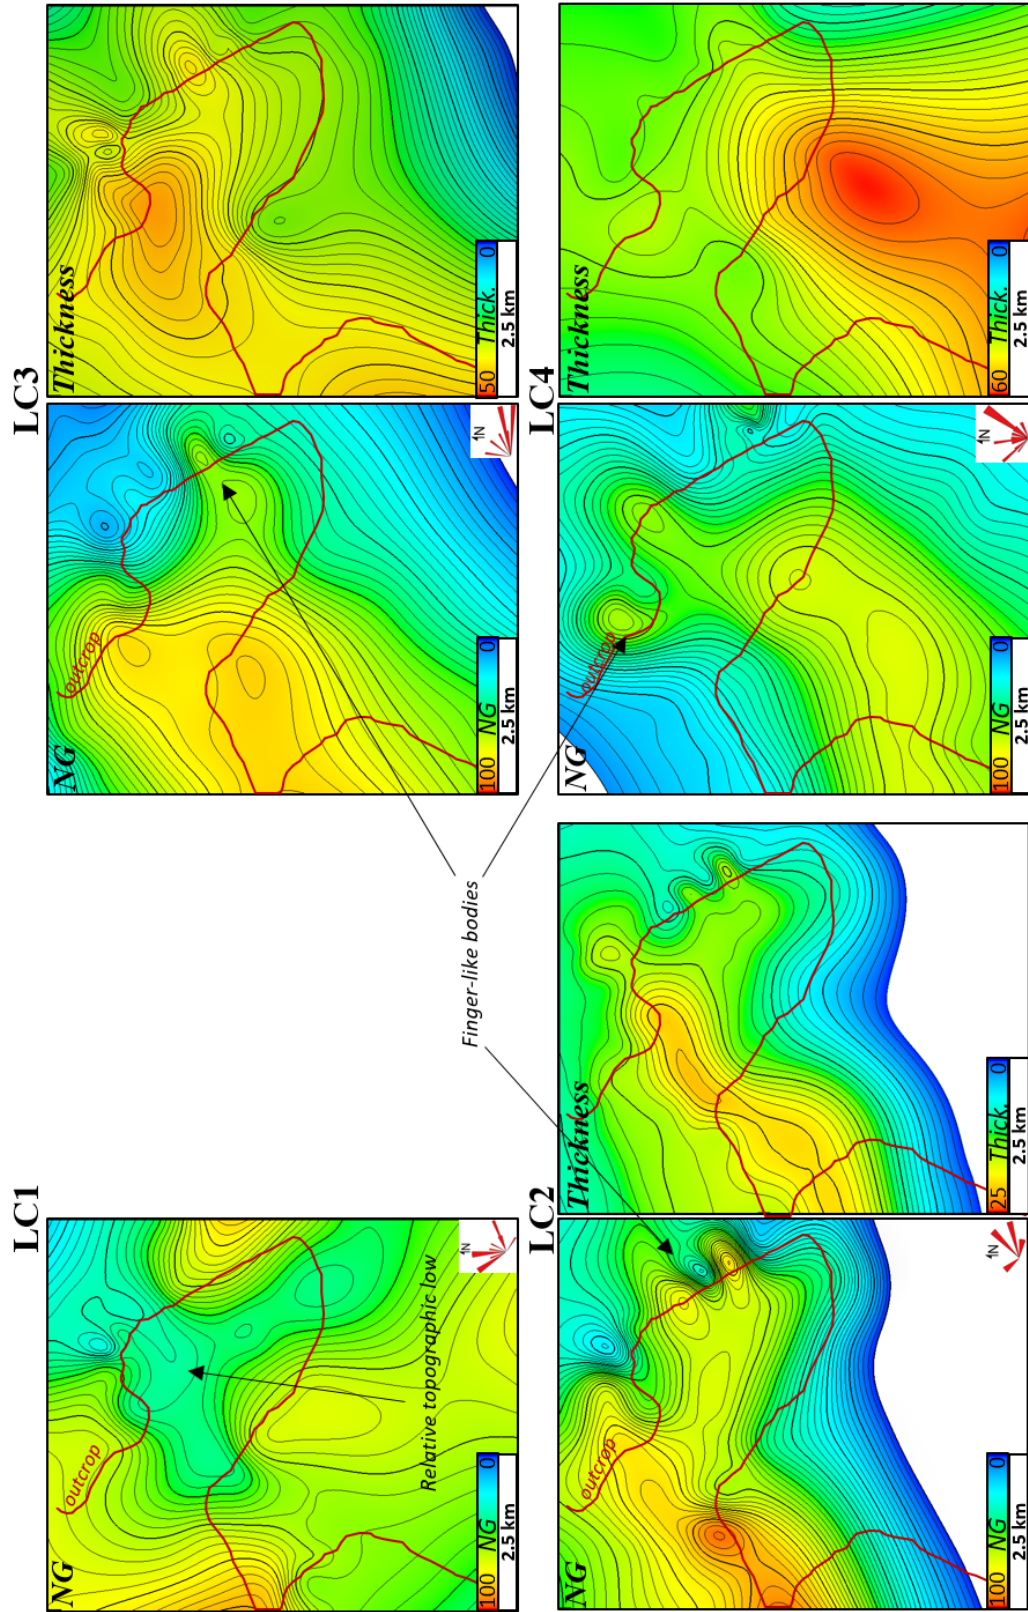 LC1
NG
outcrop
Relative topographic low
100 NG 0
2.5 km
N
LC3
NG
outcrop
100 NG 0
2.5 km
N
Thickness
50 Thick. 0
2.5 km
Finger-like bodies
LC2
NG
outcrop
100 NG 0
2.5 km
N
Thickness
25 Thick. 0
2.5 km
LC4
NG
outcrop
100 NG 0
2.5 km
N
Thickness
60 Thick. 0
2.5 km